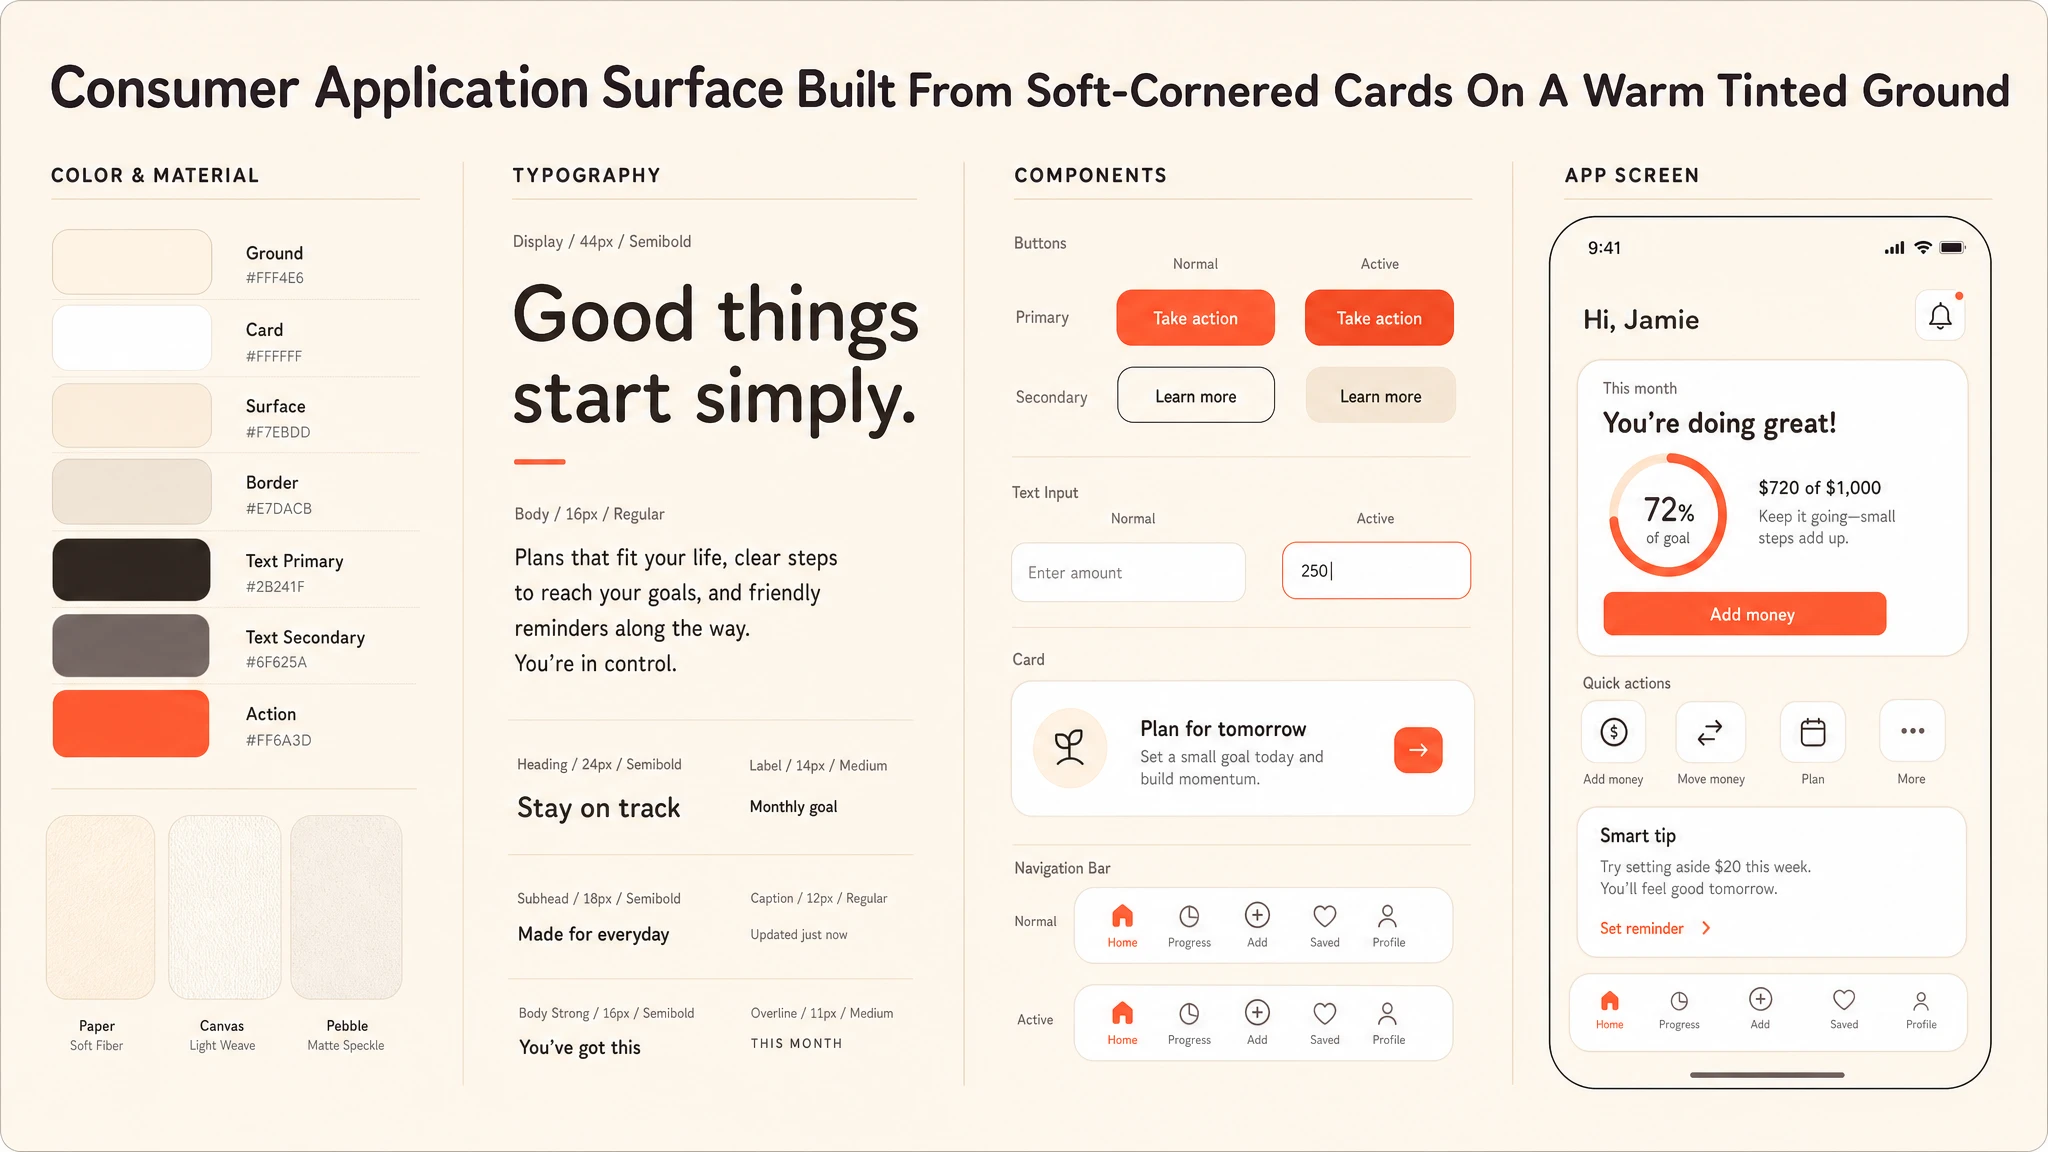 Consumer Application Surface Built From Soft-Cornered Cards On A Warm Tinted Ground
COLOR & MATERIAL
Ground
#FFF4E6
Card
#FFFFFF
Surface
#F7EBDD
Border
#E7DACB
Text Primary
#2B241F
Text Secondary
#6F625A
Action
#FF6A3D
Paper
Soft Fiber
Canvas
Light Weave
Pebble
Matte Speckle
TYPOGRAPHY
Display / 44px / Semibold
Good things
start simply.
Body / 16px / Regular
Plans that fit your life, clear steps
to reach your goals, and friendly
reminders along the way.
You're in control.
Heading / 24px / Semibold
Stay on track
Label / 14px / Medium
Monthly goal
Subhead / 18px / Semibold
Made for everyday
Caption / 12px / Regular
Updated just now
Body Strong / 16px / Semibold
You've got this
Overline / 11px / Medium
THIS MONTH
COMPONENTS
Buttons
Normal
Active
Primary
Take action
Take action
Secondary
Learn more
Learn more
Text Input
Normal
Active
Enter amount
250
Card
Plan for tomorrow
Set a small goal today and
build momentum.
Navigation Bar
Normal
Home
Progress
Add
Saved
Profile
Active
Home
Progress
Add
Saved
Profile
APP SCREEN
9:41
Hi, Jamie
This month
You're doing great!
72%
of goal
$720 of $1,000
Keep it going—small
steps add up.
Add money
Quick actions
$
Add money
Move money
Plan
More
Smart tip
Try setting aside $20 this week.
You'll feel good tomorrow.
Set reminder
Home
Progress
Add
Saved
Profile